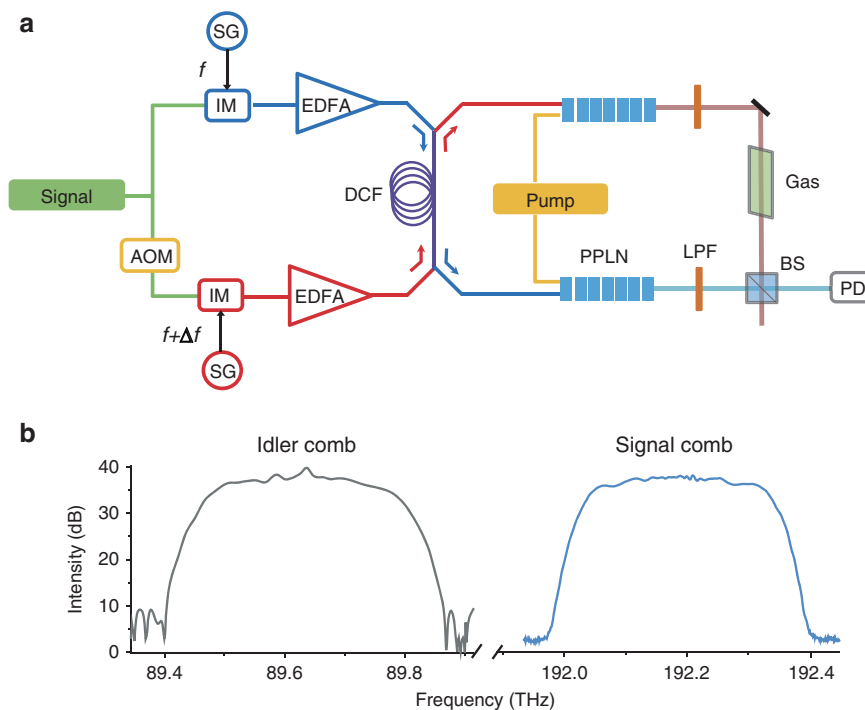 a
SG
f
IM
EDFA
DCF
Signal
Pump
Gas
AOM
PPLN
LPF
BS
IM
EDFA
PD
f+Δf
SG
b
Idler comb
Signal comb
Intensity (dB)
40
30
20
10
0
89.4
89.6
89.8
192.0
192.2
192.4
Frequency (THz)